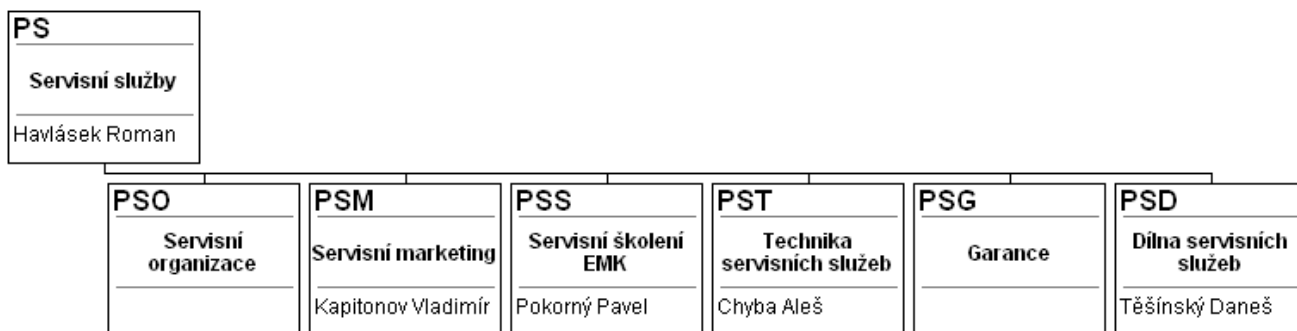 PS
Servisní služby
Havlásek Roman
PSO
Servisní
organizace
PSM
Servisní marketing
Kapitonov Vladimír
PSS
Servisní školení
EMK
Pokorný Pavel
PST
Technika
servisních služeb
Chyba Aleš
PSG
Garance
PSD
Dílna servisních
služeb
Těšínský Daneš